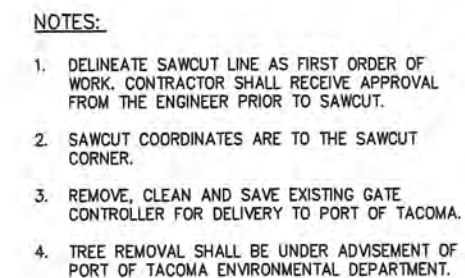 NOTES:
1. DELINEATE SAWCUT LINE AS FIRST ORDER OF
WORK. CONTRACTOR SHALL RECEIVE APPROVAL
FROM THE ENGINEER PRIOR TO SAWCUT.
2. SAWCUT COORDINATES ARE TO THE SAWCUT
CORNER.
3. REMOVE, CLEAN AND SAVE EXISTING GATE
CONTROLLER FOR DELIVERY TO PORT OF TACOMA.
4. TREE REMOVAL SHALL BE UNDER ADVISEMENT OF
PORT OF TACOMA ENVIRONMENTAL DEPARTMENT.